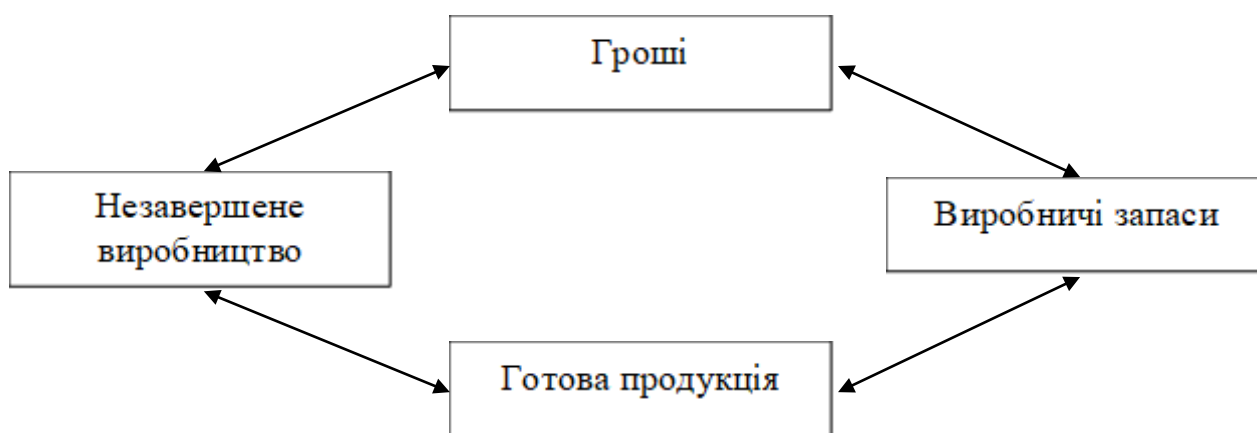 Гроші
Незавершене
виробництво
Виробничі запаси
Готова продукція